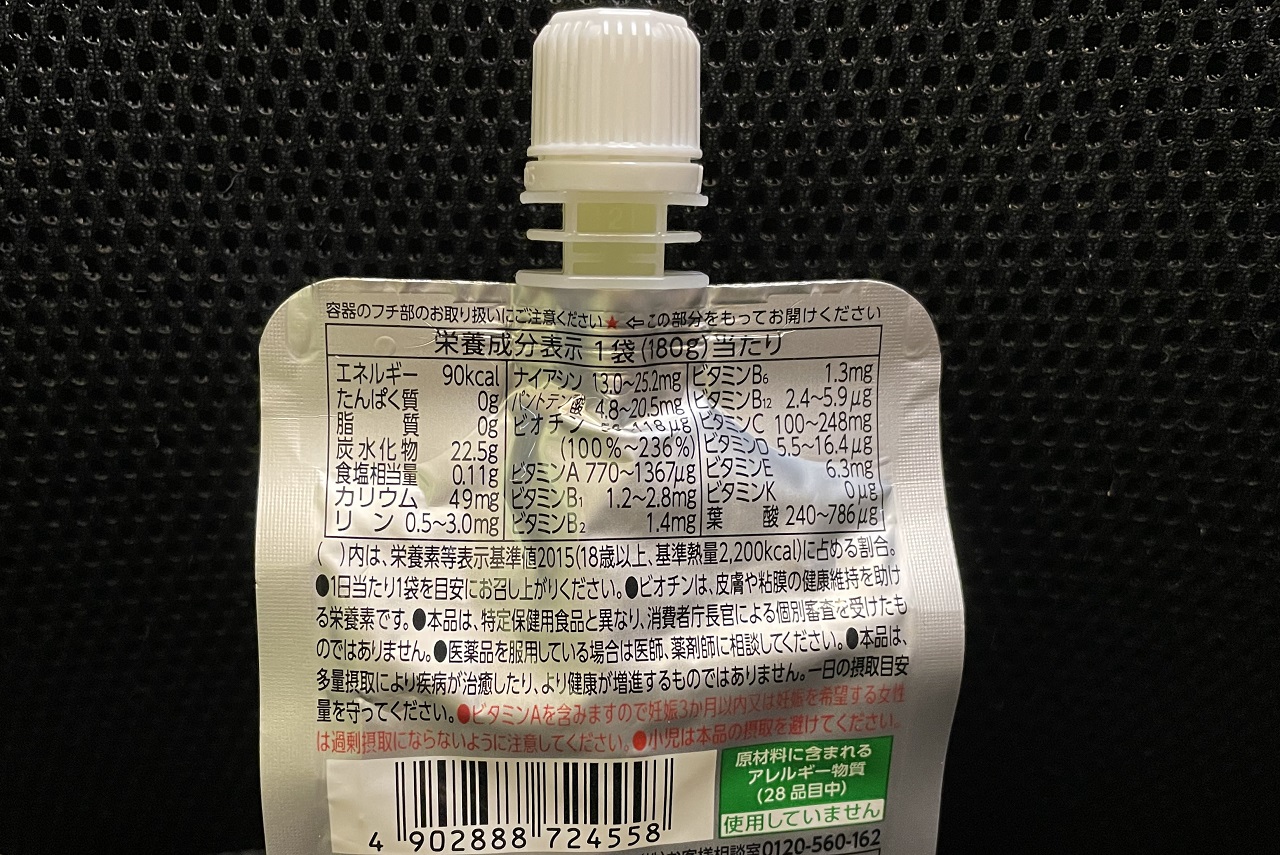 容器のフチ部のお取り扱いにご注意ください★⇦この部分をもってお開けください
栄養成分表示 1袋(180g)当たり
エネルギー 90kcal
たんぱく質 0g
脂質 0g
炭水化物 22.5g
食塩相当量 0.11g
カリウム 49mg
リン 0.5~3.0mg
ナイアシン 13.0~25.2mg
パントテン酸 4.8~20.5mg
ビオチン
(100%~236%)
ビタミンA 770~1367μg
ビタミンB₁ 1.2~2.8mg
ビタミンB₂ 1.4mg
ビタミンB₆ 1.3mg
ビタミンB₁₂ 2.4~5.9μg
ビタミンC 100~248mg
ビタミンD 5.5~16.4μg
ビタミンE 6.3mg
ビタミンK 0μg
葉酸 240~786μg
( )内は、栄養素等表示基準値2015(18歳以上、基準熱量2,200kcal)に占める割合。
●1日当たり1袋を目安にお召し上がりください。●ビオチンは、皮膚や粘膜の健康維持を助け
る栄養素です。●本品は、特定保健用食品と異なり、消費者庁長官による個別審査を受けたも
のではありません。●医薬品を服用している場合は医師、薬剤師に相談してください。●本品は、
多量摂取により疾病が治癒したり、より健康が増進するものではありません。一日の摂取目安
量を守ってください。●ビタミンAを含みますので妊娠3か月以内又は妊娠を希望する女性
は過剰摂取にならないように注意してください。●小児は本品の摂取を避けてください。
原材料に含まれる
アレルギー物質
(28品目中)
使用していません
4 902888 724558
お客様相談室0120-560-162